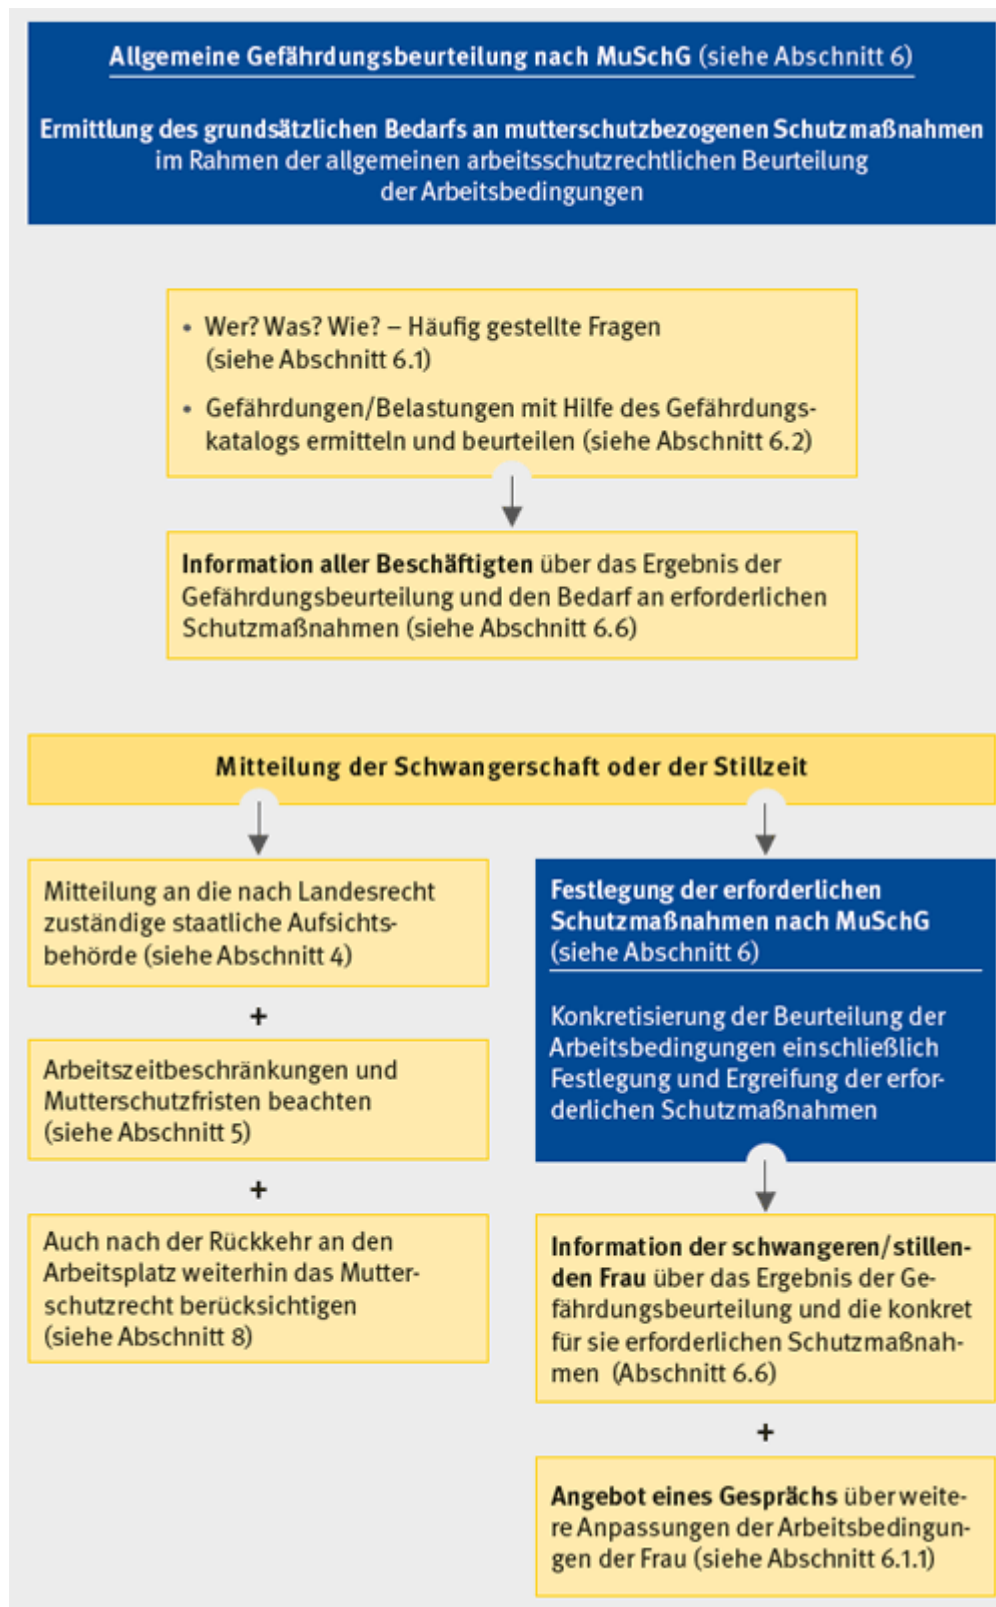 Allgemeine Gefährdungsbeurteilung nach MuSchG (siehe Abschnitt 6)
Ermittlung des grundsätzlichen Bedarfs an mutterschutzbezogenen Schutzmaßnahmen
im Rahmen der allgemeinen arbeitsschutzrechtlichen Beurteilung
der Arbeitsbedingungen
• Wer? Was? Wie? – Häufig gestellte Fragen
(siehe Abschnitt 6.1)
• Gefährdungen/Belastungen mit Hilfe des Gefährdungs-
katalogs ermitteln und beurteilen (siehe Abschnitt 6.2)
Information aller Beschäftigten über das Ergebnis der
Gefährdungsbeurteilung und den Bedarf an erforderlichen
Schutzmaßnahmen (siehe Abschnitt 6.6)
Mitteilung der Schwangerschaft oder der Stillzeit
Mitteilung an die nach Landesrecht
zuständige staatliche Aufsichts-
behörde (siehe Abschnitt 4)
+
Arbeitszeitbeschränkungen und
Mutterschutzfristen beachten
(siehe Abschnitt 5)
+
Auch nach der Rückkehr an den
Arbeitsplatz weiterhin das Mutter-
schutzrecht berücksichtigen
(siehe Abschnitt 8)
Festlegung der erforderlichen
Schutzmaßnahmen nach MuSchG
(siehe Abschnitt 6)
Konkretisierung der Beurteilung der
Arbeitsbedingungen einschließlich
Festlegung und Ergreifung der erfor-
derlichen Schutzmaßnahmen
Information der schwangeren/stillen-
den Frau über das Ergebnis der Ge-
fährdungsbeurteilung und die konkret
für sie erforderlichen Schutzmaßnah-
men (Abschnitt 6.6)
+
Angebot eines Gesprächs über weite-
re Anpassungen der Arbeitsbedingun-
gen der Frau (siehe Abschnitt 6.1.1)